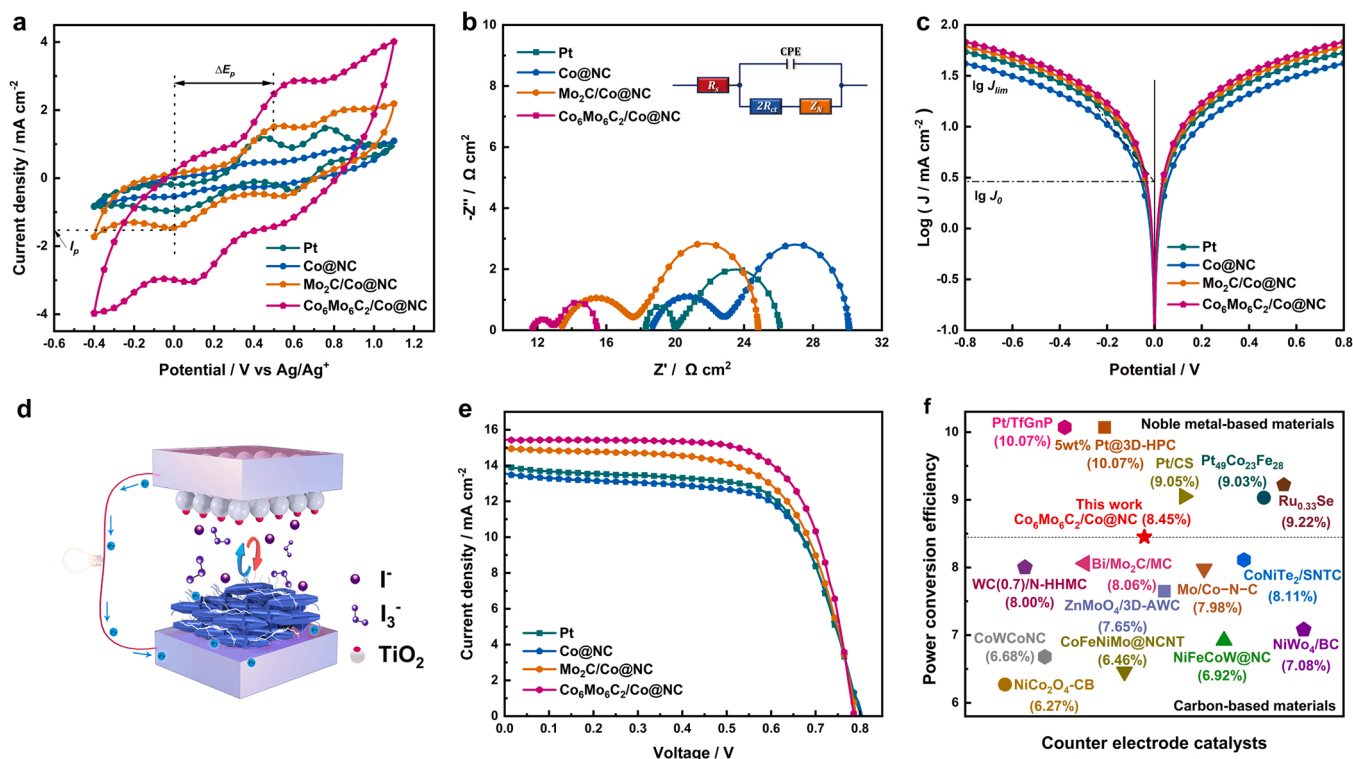 a
Current density / mA cm⁻²
4
2
0
-2
-4
ΔEₚ
Iₚ
Pt
Co@NC
Mo₂C/Co@NC
Co₆Mo₆C₂/Co@NC
-0.6 -0.4 -0.2 0.0 0.2 0.4 0.6 0.8 1.0 1.2
Potential / V vs Ag/Ag⁺
b
-Z'' / Ω cm²
10
8
6
4
2
0
Pt
Co@NC
Mo₂C/Co@NC
Co₆Mo₆C₂/Co@NC
CPE
Rₛ
2R_ct
Z_N
12 16 20 24 28 32
Z' / Ω cm²
c
Log ( J / mA cm⁻²)
2.0
1.5
1.0
0.5
0.0
-0.5
-1.0
lg J_lim
lg J₀
Pt
Co@NC
Mo₂C/Co@NC
Co₆Mo₆C₂/Co@NC
-0.8 -0.6 -0.4 -0.2 0.0 0.2 0.4 0.6 0.8
Potential / V
d
I⁻
I₃⁻
TiO₂
e
Current density / mA cm⁻²
16
14
12
10
8
6
4
2
0
Pt
Co@NC
Mo₂C/Co@NC
Co₆Mo₆C₂/Co@NC
0.0 0.1 0.2 0.3 0.4 0.5 0.6 0.7 0.8 0.9
Voltage / V
f
Power conversion efficiency
10
9
8
7
6
Noble metal-based materials
Pt/TfGnP
(10.07%)
5wt% Pt@3D-HPC
(10.07%)
Pt/CS
(9.05%)
Pt₄₉Co₂₃Fe₂₈
(9.03%)
Ru₀.₃₃Se
(9.22%)
This work
Co₆Mo₆C₂/Co@NC (8.45%)
WC(0.7)/N-HHMC
(8.00%)
Bi/Mo₂C/MC
(8.06%)
CoNiTe₂/SNTC
(8.11%)
Mo/Co−N−C
(7.98%)
ZnMoO₄/3D-AWC
(7.65%)
CoWCoNC
(6.68%)
CoFeNiMo@NCNT
(6.46%)
NiFeCoW@NC
(6.92%)
NiWo₄/BC
(7.08%)
NiCo₂O₄-CB
(6.27%)
Carbon-based materials
Counter electrode catalysts